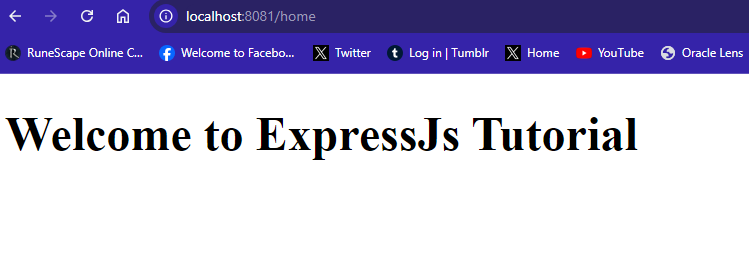 localhost:8081/home
RuneScape Online C... Welcome to Facebo... Twitter Log in | Tumblr Home YouTube Oracle Lens
Welcome to ExpressJs Tutorial